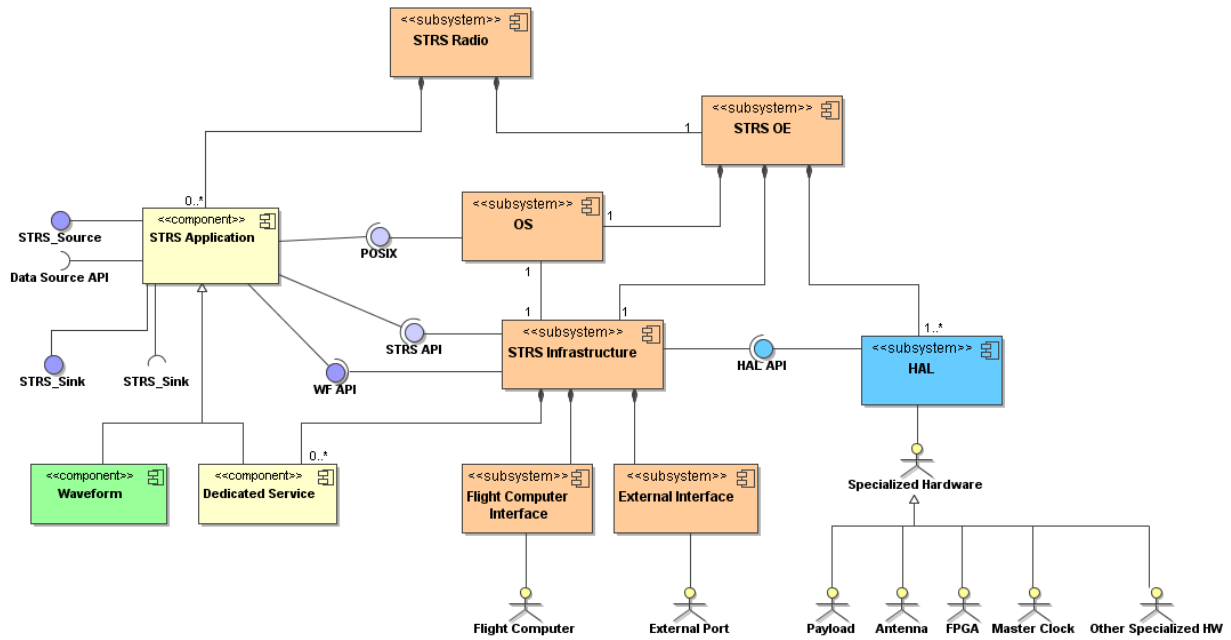 <<subsystem>>
STRS Radio
<<subsystem>>
STRS OE
1
0..*
<<component>>
STRS Application
<<subsystem>>
OS
1
STRS_Source
POSIX
Data Source API
1
1
1
1..*
<<subsystem>>
STRS Infrastructure
<<subsystem>>
HAL
STRS API
HAL API
STRS_Sink
STRS_Sink
WF API
<<component>>
Waveform
<<component>>
Dedicated Service
0..*
<<subsystem>>
Flight Computer
Interface
<<subsystem>>
External Interface
Specialized Hardware
Flight Computer
External Port
Payload
Antenna
FPGA
Master Clock
Other Specialized HW